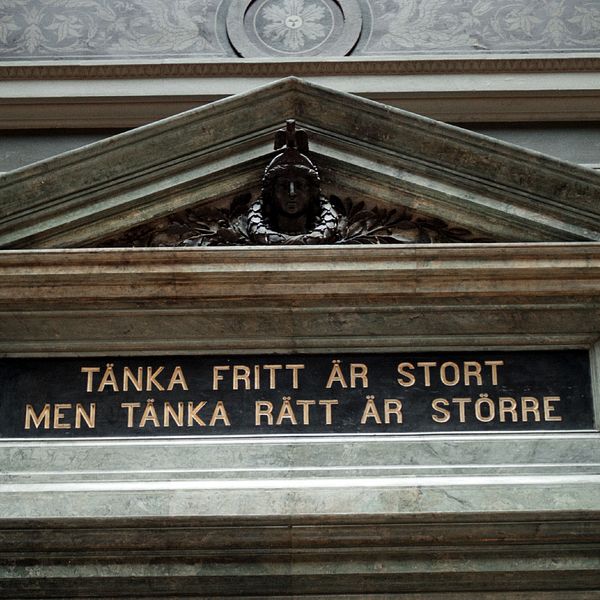 TÄNKA FRITT ÄR STORT
MEN TÄNKA RÄTT ÄR STÖRRE